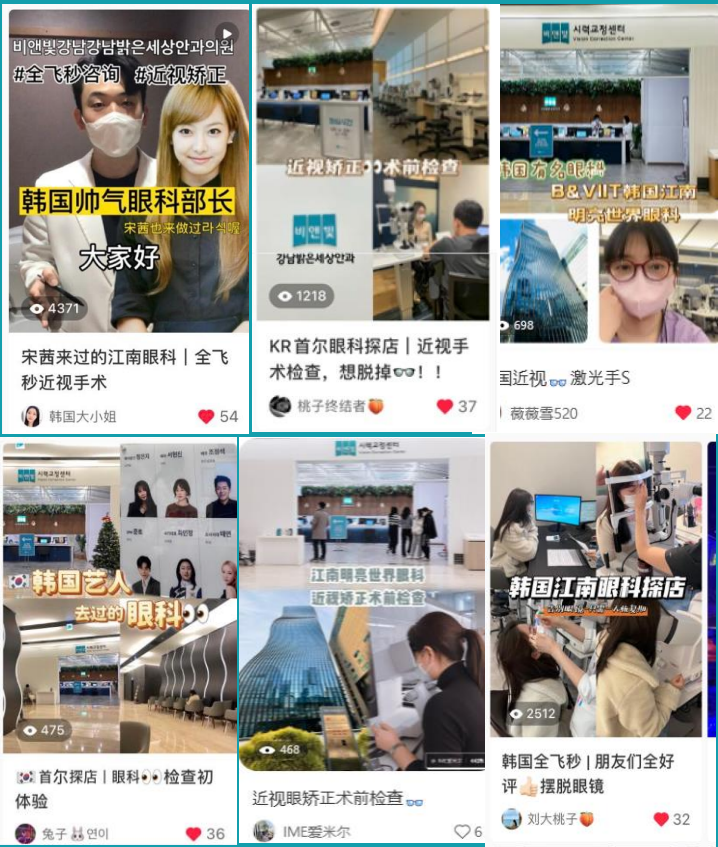 비앤빛강남강남밝은세상안과의원
#全飞秒咨询 #近视矫正
韩国帅气眼科部长
宋茜也来做过라식喔
大家好
4371
宋茜来过的江南眼科｜全飞
秒近视手术
韩国大小姐
54
近视矫正👀术前检查
비앤빛
강남밝은세상안과
1218
KR首尔眼科探店｜近视手
术检查，想脱掉👓！！
桃子终结者🍑
37
비앤빛 시력교정센터
Vision Correction Center
韩国有名眼科
B&VIIT韩国江南
明亮世界眼科
698
国近视👓激光手S
薇薇雪520
22
시력교정센터
🇰🇷韩国艺人
去过的眼科👀
475
🇰🇷首尔探店｜眼科👀检查初
体验
兔子🐰연이
36
시력교정센터
江南明亮世界眼科
近视矫正术前检查
468
近视眼矫正术前检查👓
IME爱米尔
6
韩国江南眼科探店
2512
韩国全飞秒 | 朋友们全好
评👍🏻摆脱眼镜
刘大桃子🍑
32